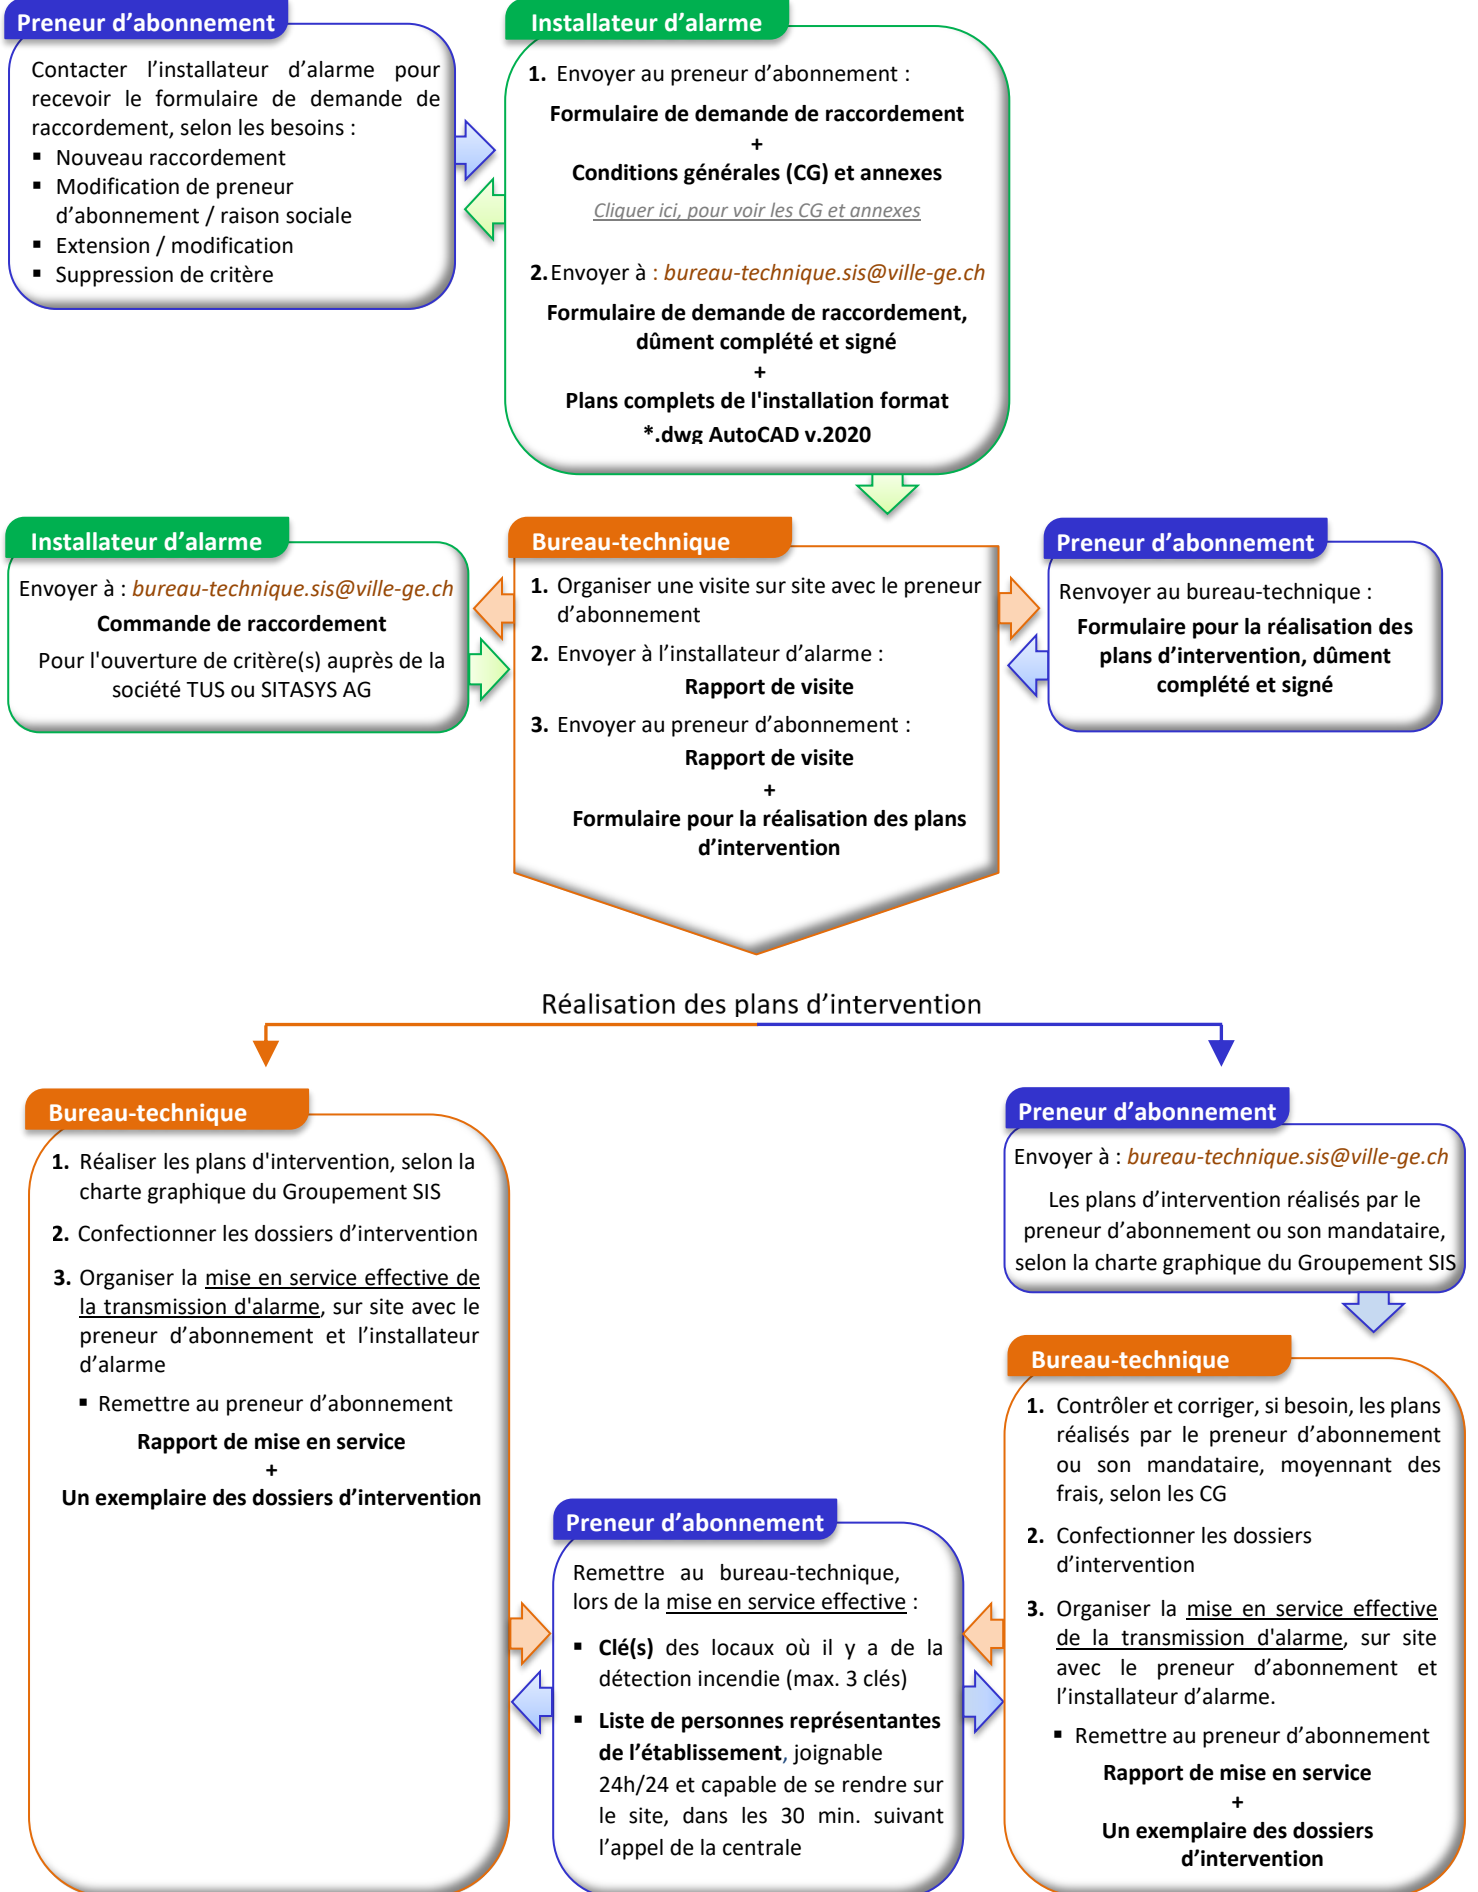 Preneur d'abonnement
Contacter l'installateur d'alarme pour
recevoir le formulaire de demande de
raccordement, selon les besoins :
▪ Nouveau raccordement
▪ Modification de preneur
d'abonnement / raison sociale
▪ Extension / modification
▪ Suppression de critère
Installateur d'alarme
1. Envoyer au preneur d'abonnement :
Formulaire de demande de raccordement
+
Conditions générales (CG) et annexes
Cliquer ici, pour voir les CG et annexes
2. Envoyer à : bureau-technique.sis@ville-ge.ch
Formulaire de demande de raccordement,
dûment complété et signé
+
Plans complets de l'installation format
*.dwg AutoCAD v.2020
Installateur d'alarme
Envoyer à : bureau-technique.sis@ville-ge.ch
Commande de raccordement
Pour l'ouverture de critère(s) auprès de la
société TUS ou SITASYS AG
Bureau-technique
1. Organiser une visite sur site avec le preneur
d'abonnement
2. Envoyer à l'installateur d'alarme :
Rapport de visite
3. Envoyer au preneur d'abonnement :
Rapport de visite
+
Formulaire pour la réalisation des plans
d'intervention
Preneur d'abonnement
Renvoyer au bureau-technique :
Formulaire pour la réalisation des
plans d'intervention, dûment
complété et signé
Réalisation des plans d'intervention
Bureau-technique
1. Réaliser les plans d'intervention, selon la
charte graphique du Groupement SIS
2. Confectionner les dossiers d'intervention
3. Organiser la mise en service effective de
la transmission d'alarme, sur site avec le
preneur d'abonnement et l'installateur
d'alarme
▪ Remettre au preneur d'abonnement
Rapport de mise en service
+
Un exemplaire des dossiers d'intervention
Preneur d'abonnement
Remettre au bureau-technique,
lors de la mise en service effective :
▪ Clé(s) des locaux où il y a de la
détection incendie (max. 3 clés)
▪ Liste de personnes représentantes
de l'établissement, joignable
24h/24 et capable de se rendre sur
le site, dans les 30 min. suivant
l'appel de la centrale
Preneur d'abonnement
Envoyer à : bureau-technique.sis@ville-ge.ch
Les plans d'intervention réalisés par le
preneur d'abonnement ou son mandataire,
selon la charte graphique du Groupement SIS
Bureau-technique
1. Contrôler et corriger, si besoin, les plans
réalisés par le preneur d'abonnement
ou son mandataire, moyennant des
frais, selon les CG
2. Confectionner les dossiers
d'intervention
3. Organiser la mise en service effective
de la transmission d'alarme, sur site
avec le preneur d'abonnement et
l'installateur d'alarme.
▪ Remettre au preneur d'abonnement
Rapport de mise en service
+
Un exemplaire des dossiers
d'intervention